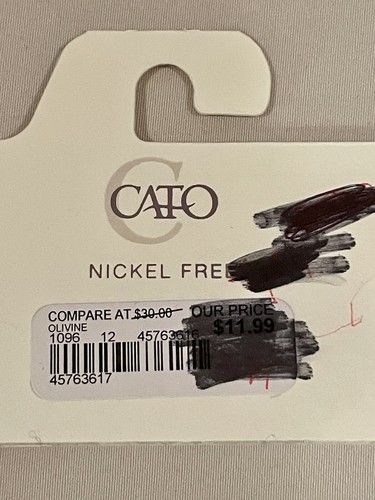 C
CATO
NICKEL FREE
COMPARE AT $30.00 OUR PRICE
OLIVINE $11.99
1096 12 45763616
45763617